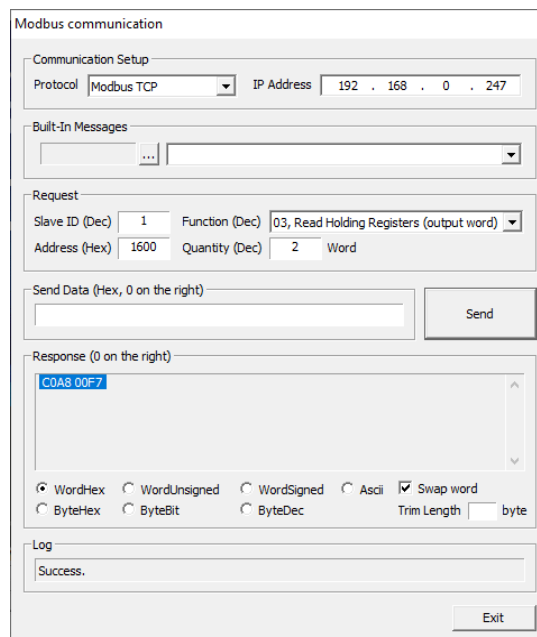 Modbus communication
Communication Setup
Protocol Modbus TCP IP Address 192 . 168 . 0 . 247
Built-In Messages
...
Request
Slave ID (Dec) 1 Function (Dec) 03, Read Holding Registers (output word)
Address (Hex) 1600 Quantity (Dec) 2 Word
Send Data (Hex, 0 on the right)
Send
Response (0 on the right)
C0A8 00F7
WordHex WordUnsigned WordSigned Ascii Swap word
ByteHex ByteBit ByteDec Trim Length byte
Log
Success.
Exit